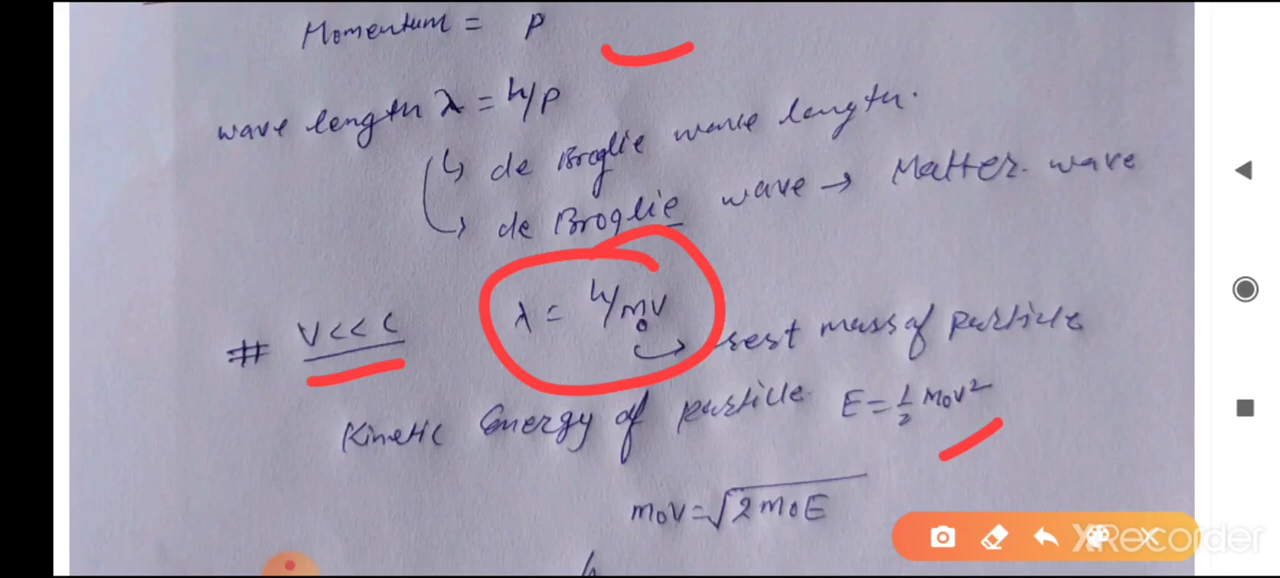 Momentum = P
wave length λ = h/p
↳ de Broglie wave length.
↳ de Broglie wave → Matter. wave
# V<< C λ = h/m₀v → rest mass of particle
Kinetic Energy of particle. E = 1/2 m₀v²
m₀v = √2m₀E
h
XRecorder